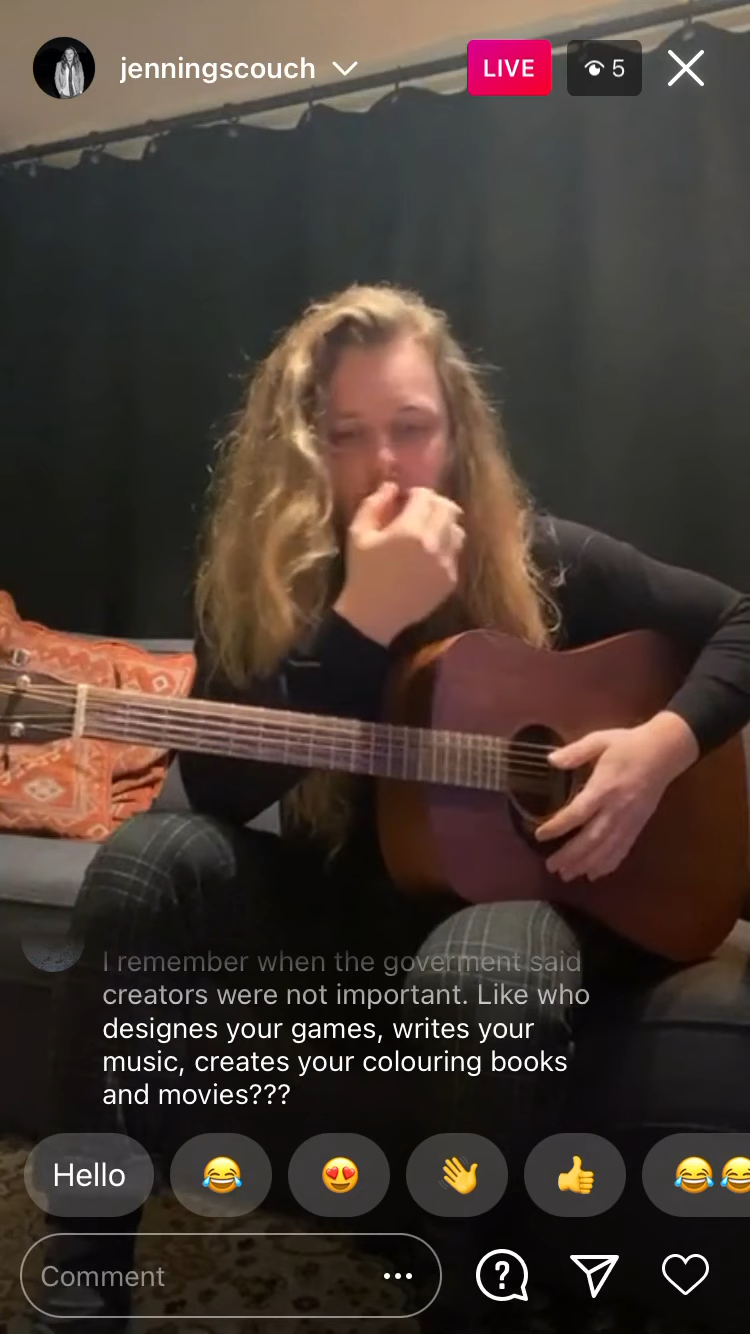 jenningscouch
LIVE
5
I remember when the goverment said
creators were not important. Like who
designes your games, writes your
music, creates your colouring books
and movies???
Hello
Comment